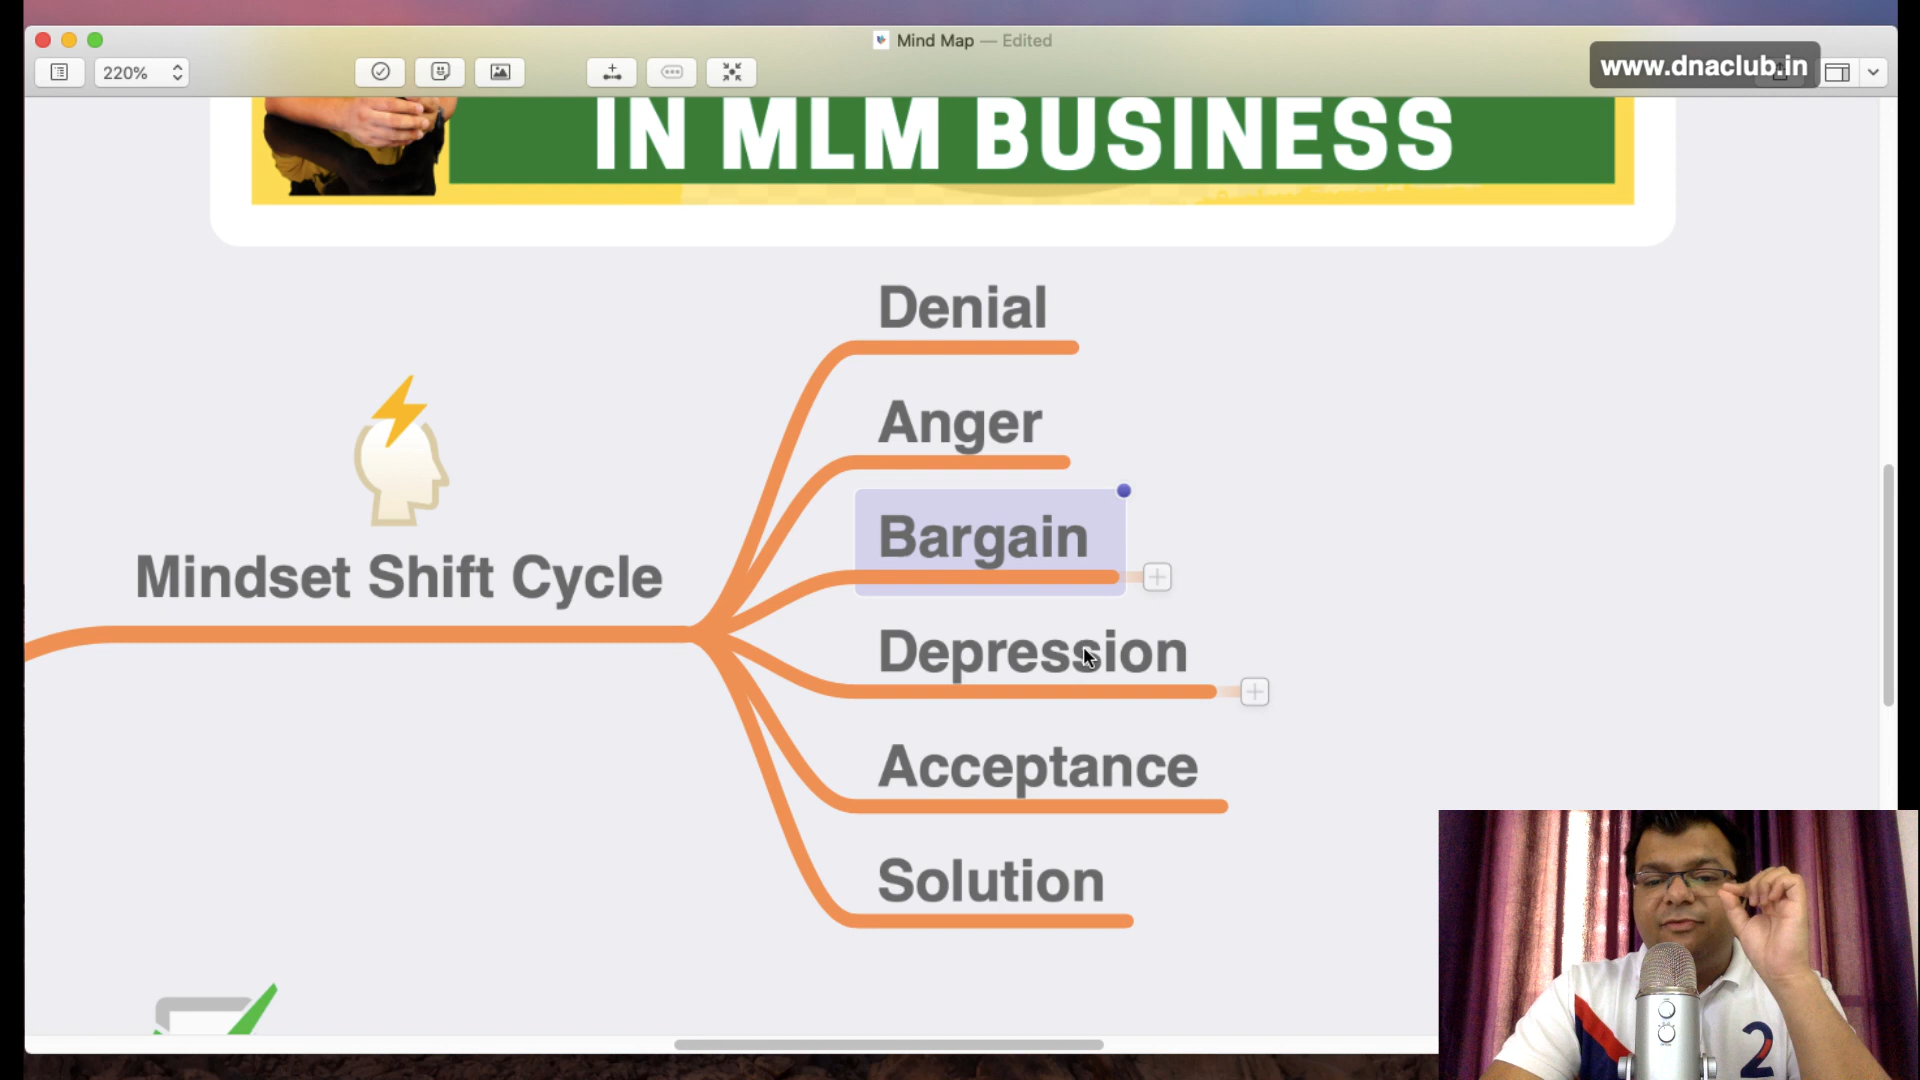 Mind Map — Edited
220%
www.dnaclub.in
IN MLM BUSINESS
Denial
Anger
Bargain
Mindset Shift Cycle
Depression
Acceptance
Solution
2